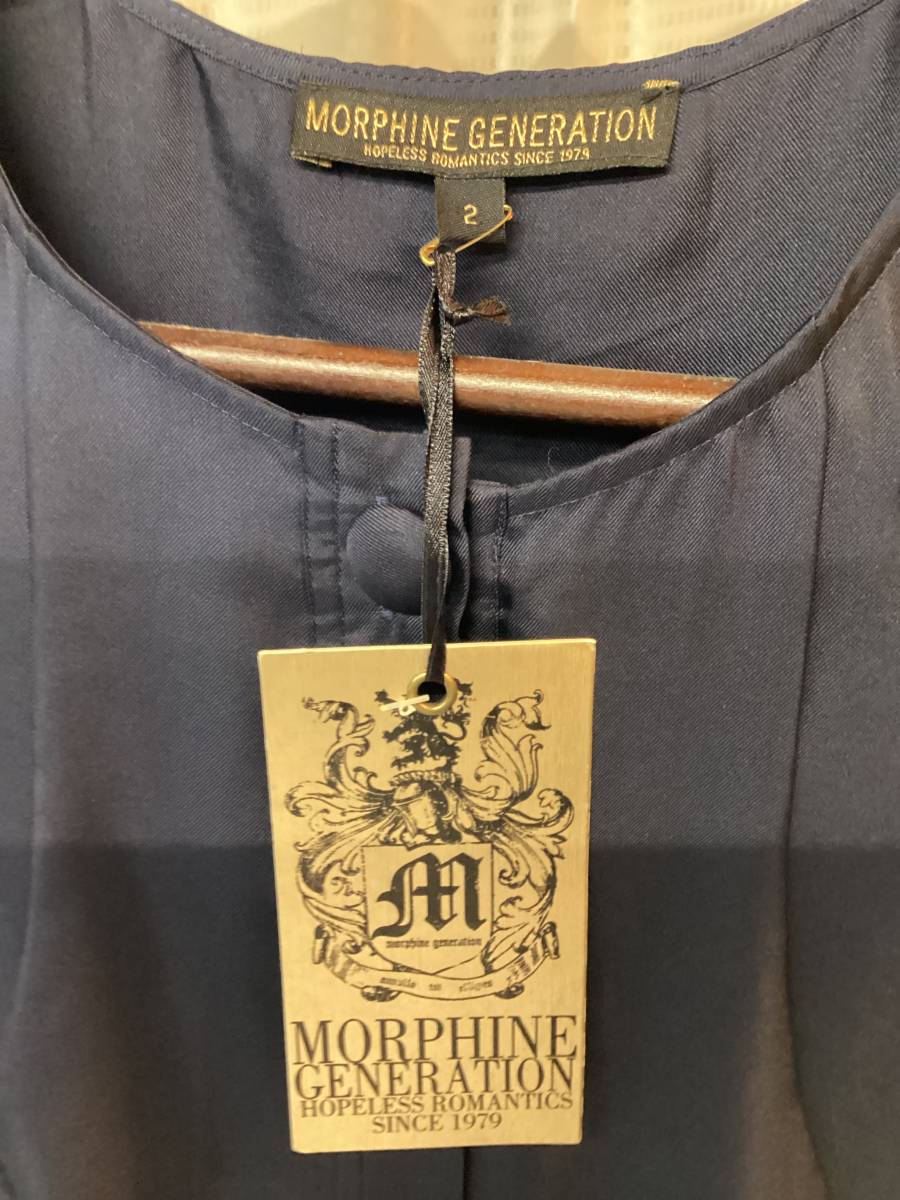 MORPHINE GENERATION
HOPELESS ROMANTICS SINCE 1979
2
M
morphine generation
MORPHINE
GENERATION
HOPELESS ROMANTICS
SINCE 1979